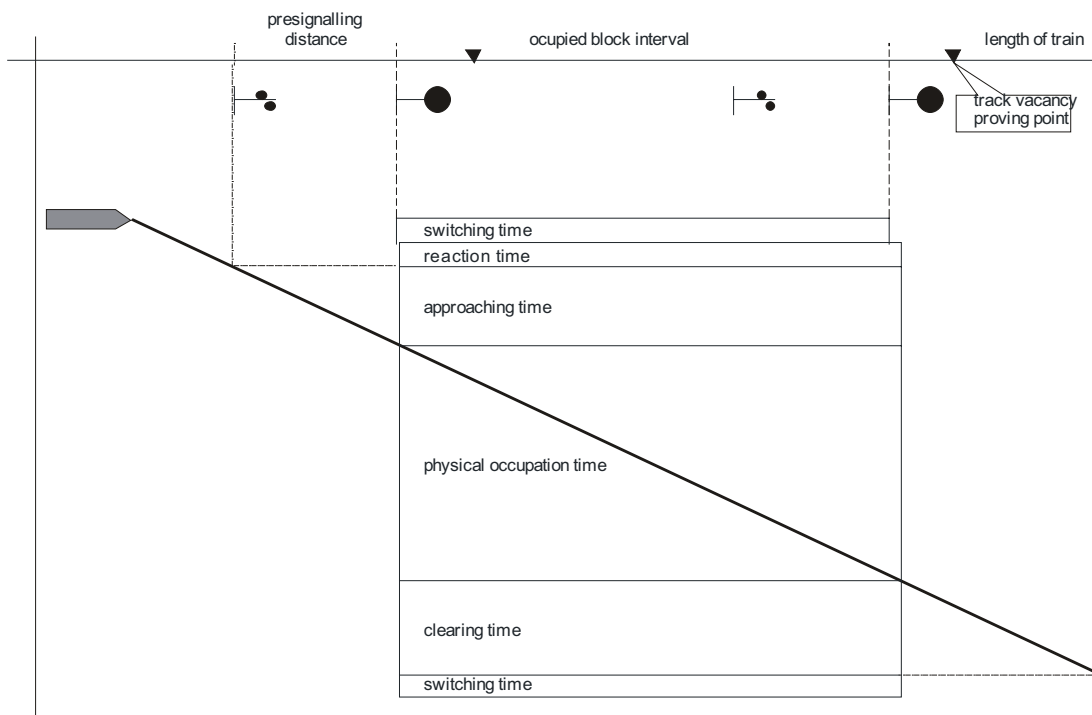 presignalling
distance
ocupied block interval
length of train
track vacancy
proving point
switching time
reaction time
approaching time
physical occupation time
clearing time
switching time